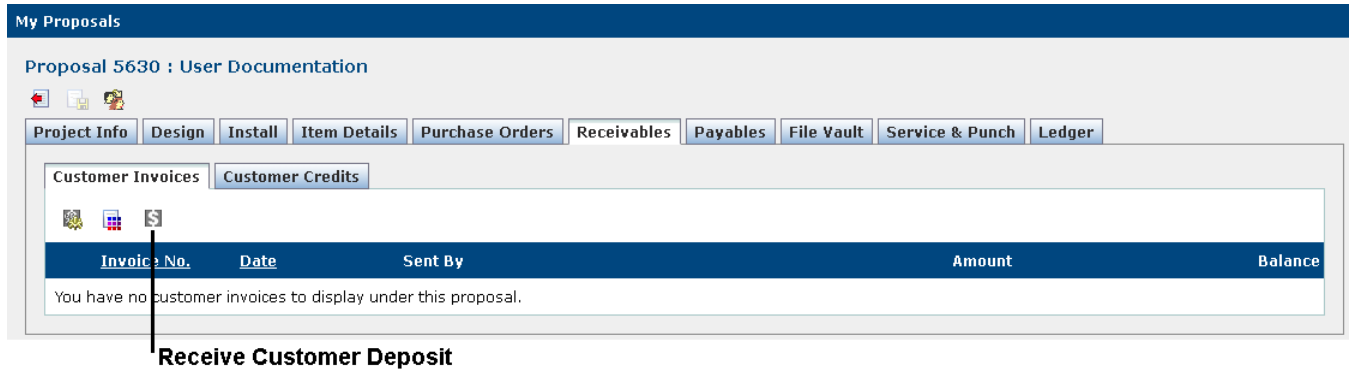 My Proposals
Proposal 5630 : User Documentation
Project Info Design Install Item Details Purchase Orders Receivables Payables File Vault Service & Punch Ledger
Customer Invoices Customer Credits
$
Invoice No. Date Sent By Amount Balance
You have no customer invoices to display under this proposal.
Receive Customer Deposit